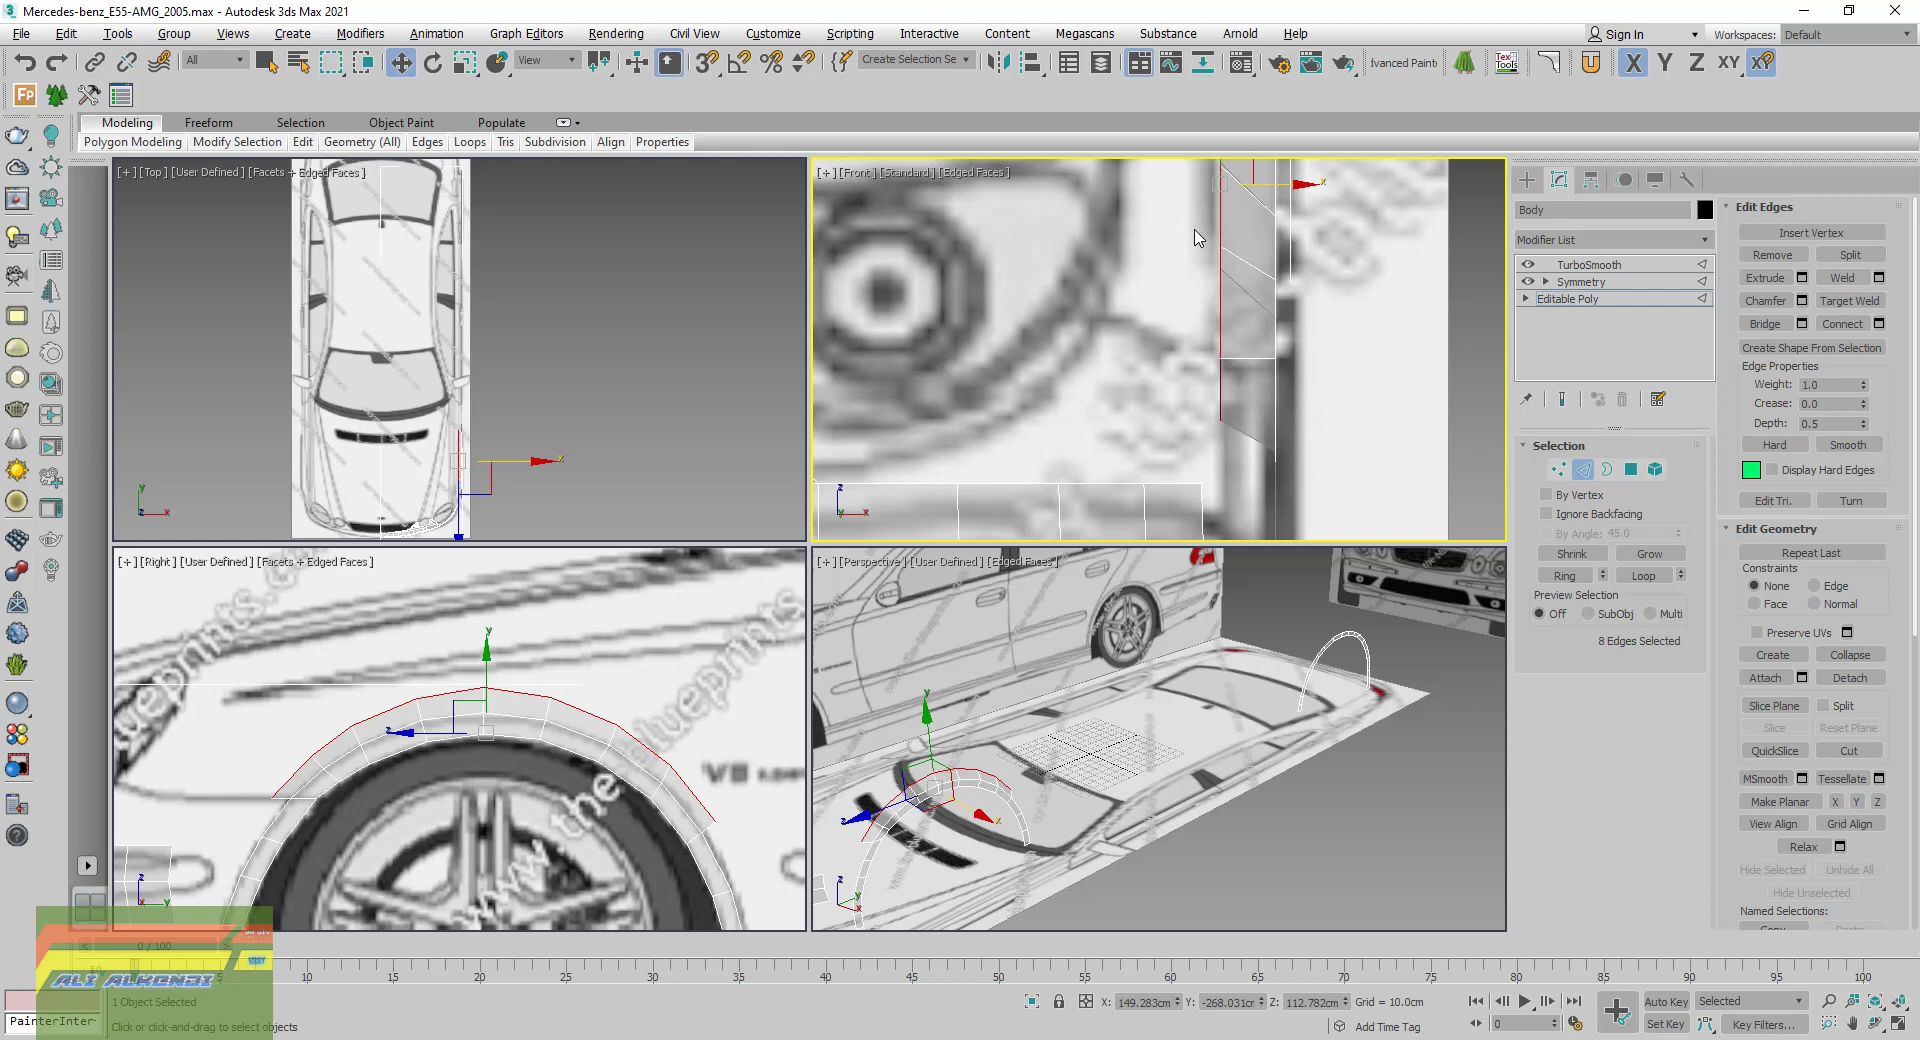 Mercedes-benz_E55-AMG_2005.max - Autodesk 3ds Max 2021
File Edit Tools Group Views Create Modifiers Animation Graph Editors Rendering Civil View Customize Scripting Interactive Content Megascans Substance Arnold Help
Sign In Workspaces: Default
All View Create Selection Se
X Y Z XY
Modeling Freeform Selection Object Paint Populate
Polygon Modeling Modify Selection Edit Geometry (All) Edges Loops Tris Subdivision Align Properties
[+] [Top] [User Defined] [Facets + Edged Faces]
[+] [Front] [Standard] [Edged Faces]
[+] [Right] [User Defined] [Facets + Edged Faces]
[+] [Perspective] [User Defined] [Edged Faces]
Body
Modifier List
TurboSmooth
Symmetry
Editable Poly
Selection
By Vertex
Ignore Backfacing
By Angle: 45.0
Shrink Grow
Ring Loop
Preview Selection
Off SubObj Multi
8 Edges Selected
Edit Edges
Insert Vertex
Remove Split
Extrude Weld
Chamfer Target Weld
Bridge Connect
Create Shape From Selection
Edge Properties
Weight: 1.0
Crease: 0.0
Depth: 0.5
Hard Smooth
Display Hard Edges
Edit Tri. Turn
Edit Geometry
Repeat Last
Constraints
None Edge
Face Normal
Preserve UVs
Create Collapse
Attach Detach
Slice Plane Split
Slice Reset Plane
QuickSlice Cut
MSmooth Tessellate
Make Planar X Y Z
View Align Grid Align
Relax
Hide Selected Unhide All
Hide Unselected
Named Selections:
0 / 100
ALI ALKENDI
5 10 15 20 25 30 35 40 45 50 55 60 65 70 75 80 85 90 95 100
1 Object Selected
PainterInter
Click or click-and-drag to select objects
X: 149.283cm Y: -268.031cm Z: 112.782cm Grid = 10.0cm
Add Time Tag
0
Auto Key Selected
Set Key Key Filters...